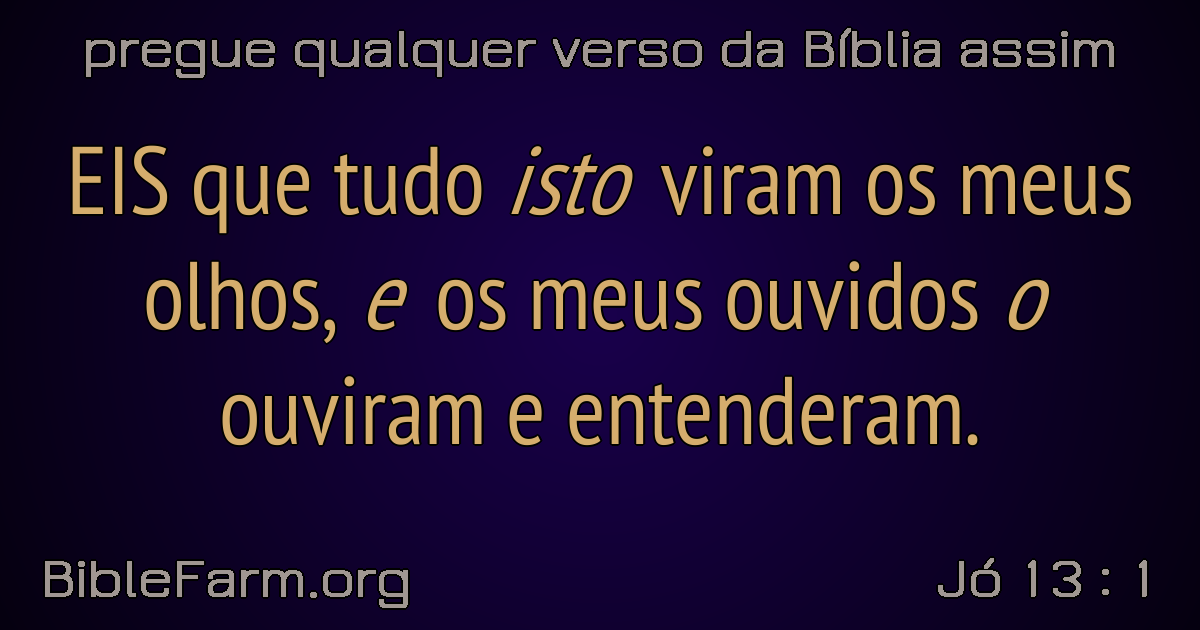 pregue qualquer verso da Bíblia assim
EIS que tudo isto viram os meus
olhos, e os meus ouvidos o
ouviram e entenderam.
BibleFarm.org
Jó 13 : 1